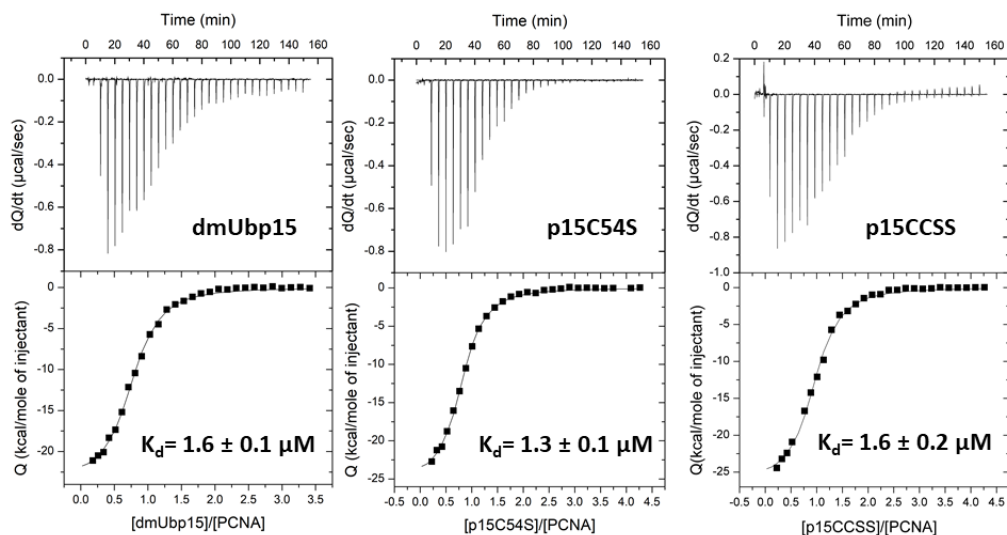 Time (min)
0 20 40 60 80 100 120 140 160
0.0
-0.2
-0.4
-0.6
-0.8
dQ/dt (µcal/sec)
dmUbp15
0
-5
-10
-15
-20
-25
Q (kcal/mole of injectant)
Kd= 1.6 ± 0.1 µM
0.0 0.5 1.0 1.5 2.0 2.5 3.0 3.5
[dmUbp15]/[PCNA]
Time (min)
0 20 40 60 80 100 120 140 160
0.0
-0.2
-0.4
-0.6
-0.8
dQ/dt (µcal/sec)
p15C54S
0
-5
-10
-15
-20
-25
Q (kcal/mole of injectant)
Kd= 1.3 ± 0.1 µM
-0.5 0.0 0.5 1.0 1.5 2.0 2.5 3.0 3.5 4.0 4.5
[p15C54S]/[PCNA]
Time (min)
0 20 40 60 80 100 120 140 160
0.2
0.0
-0.2
-0.4
-0.6
-0.8
-1.0
dQ/dt (µcal/sec)
p15CCSS
0
-5
-10
-15
-20
-25
Q(kcal/mole of injectant)
Kd= 1.6 ± 0.2 µM
-0.5 0.0 0.5 1.0 1.5 2.0 2.5 3.0 3.5 4.0 4.5
[p15CCSS]/[PCNA]